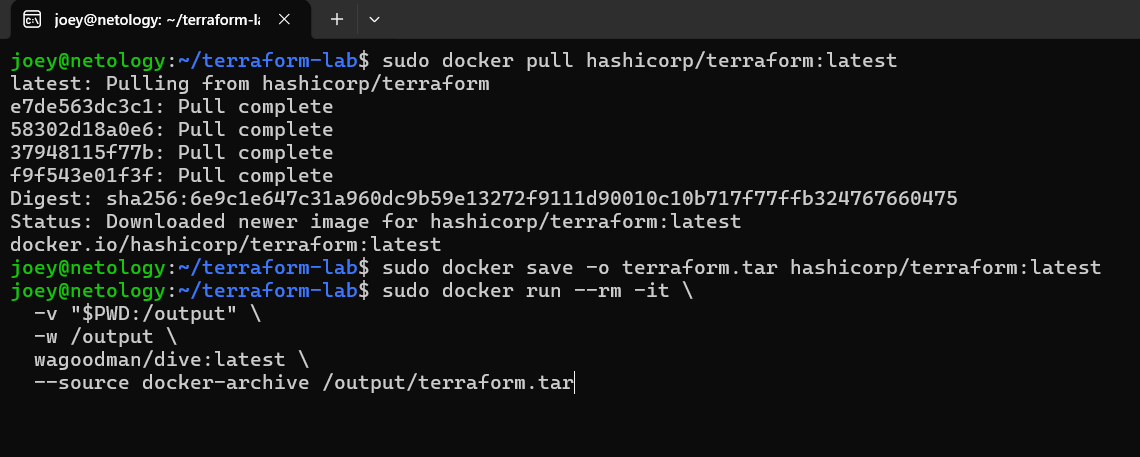 joey@netology: ~/terraform-la
joey@netology:~/terraform-lab$ sudo docker pull hashicorp/terraform:latest
latest: Pulling from hashicorp/terraform
e7de563dc3c1: Pull complete
58302d18a0e6: Pull complete
37948115f77b: Pull complete
f9f543e01f3f: Pull complete
Digest: sha256:6e9c1e647c31a960dc9b59e13272f9111d90010c10b717f77ffb324767660475
Status: Downloaded newer image for hashicorp/terraform:latest
docker.io/hashicorp/terraform:latest
joey@netology:~/terraform-lab$ sudo docker save -o terraform.tar hashicorp/terraform:latest
joey@netology:~/terraform-lab$ sudo docker run --rm -it \
  -v "$PWD:/output" \
  -w /output \
  wagoodman/dive:latest \
  --source docker-archive /output/terraform.tar